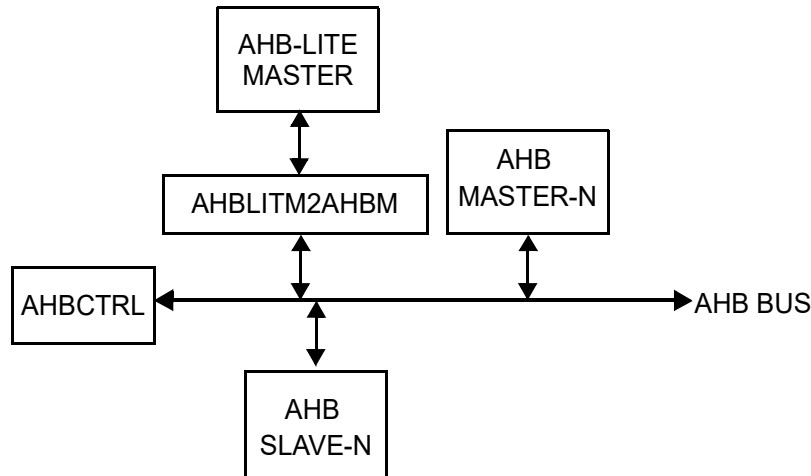 AHB-LITE
MASTER
AHB
MASTER-N
AHBLITM2AHBM
AHBCTRL
AHB BUS
AHB
SLAVE-N